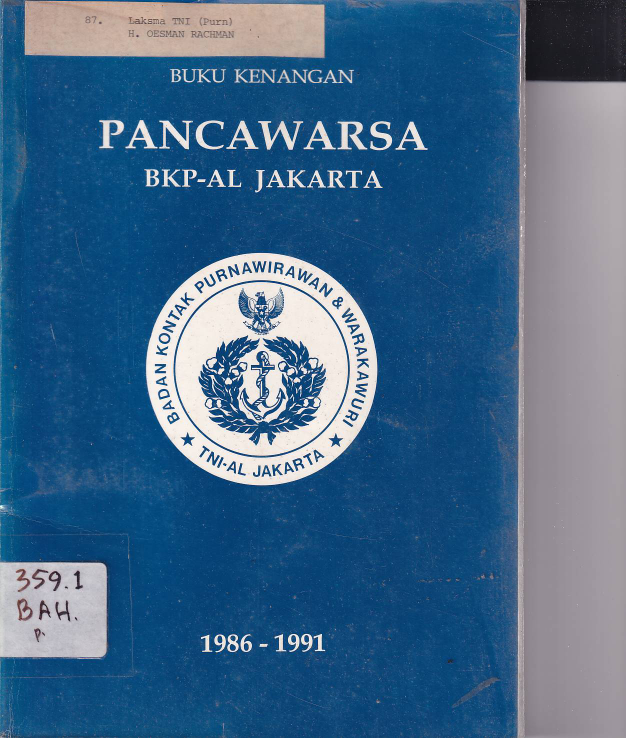 87. Laksma TNI (Purn)
H. OESMAN RACHMAN
BUKU KENANGAN
PANCAWARSA
BKP-AL JAKARTA
BADAN KONTAK PURNAWIRAWAN & WARAKAWURI
★ TNI-AL JAKARTA ★
359.1
BAH.
p.
1986 - 1991